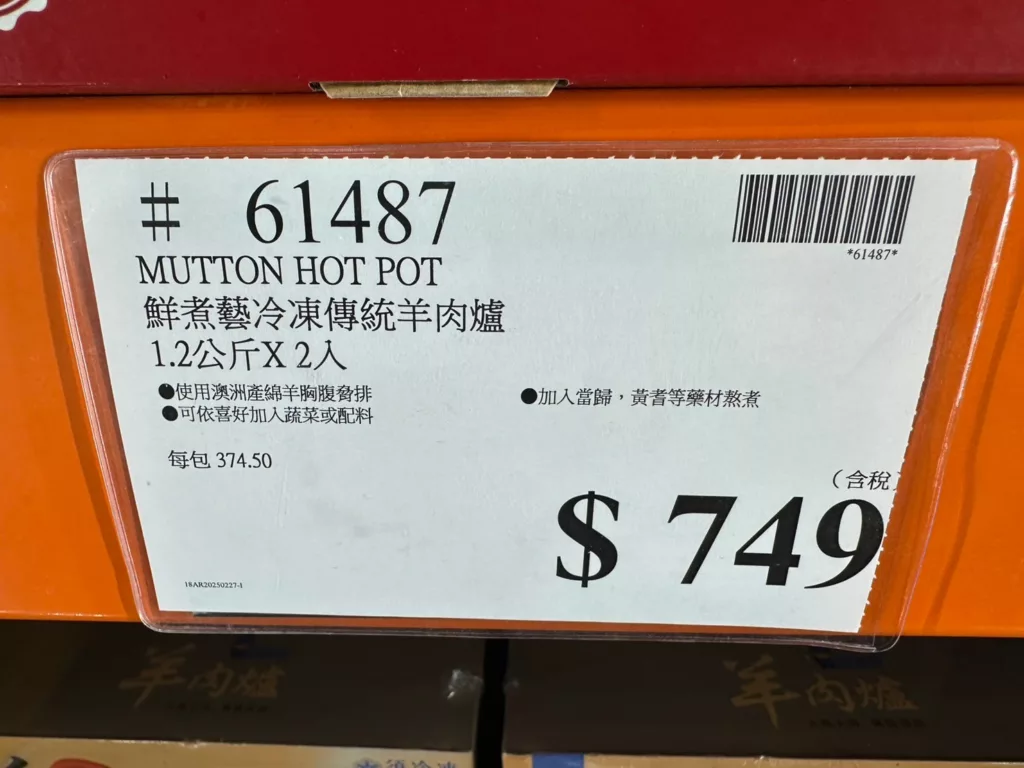 # 61487
*61487*
MUTTON HOT POT
鮮煮藝冷凍傳統羊肉爐
1.2公斤X 2入
●使用澳洲產綿羊胸腹脅排
●加入當歸，黃耆等藥材熬煮
●可依喜好加入蔬菜或配料
每包 374.50
(含稅)
$ 749
18AR20250227-1
羊肉爐
羊肉爐